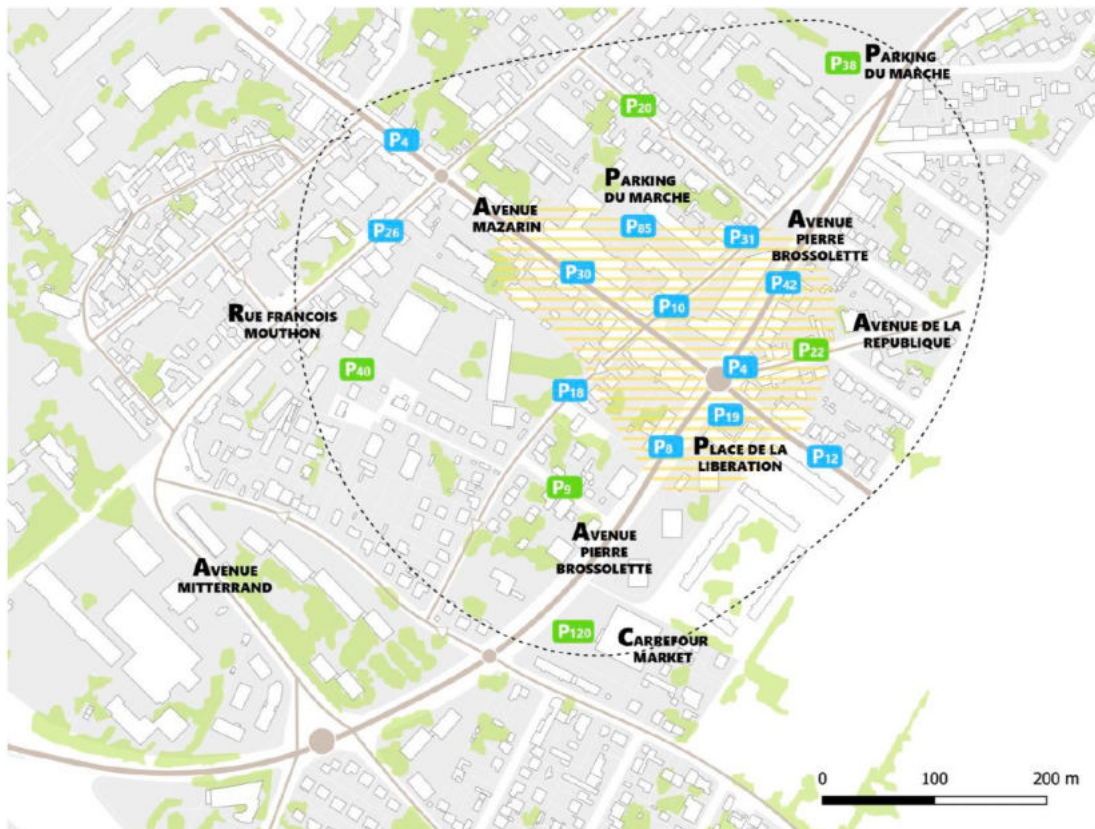 P38 PARKING
DU MARCHE
P20
P4
PARKING
DU MARCHE
AVENUE
MAZARIN
P85
P26
P31
AVENUE
PIERRE
BROSSOLETTE
P30
P42
P10
RUE FRANCOIS
MOUTHON
AVENUE DE LA
REPUBLIQUE
P22
P40
P4
P18
P19
P8
PLACE DE LA
LIBERATION
P12
P9
AVENUE
PIERRE
BROSSOLETTE
AVENUE
MITTERRAND
P120
CARREFOUR
MARKET
0 100 200 m